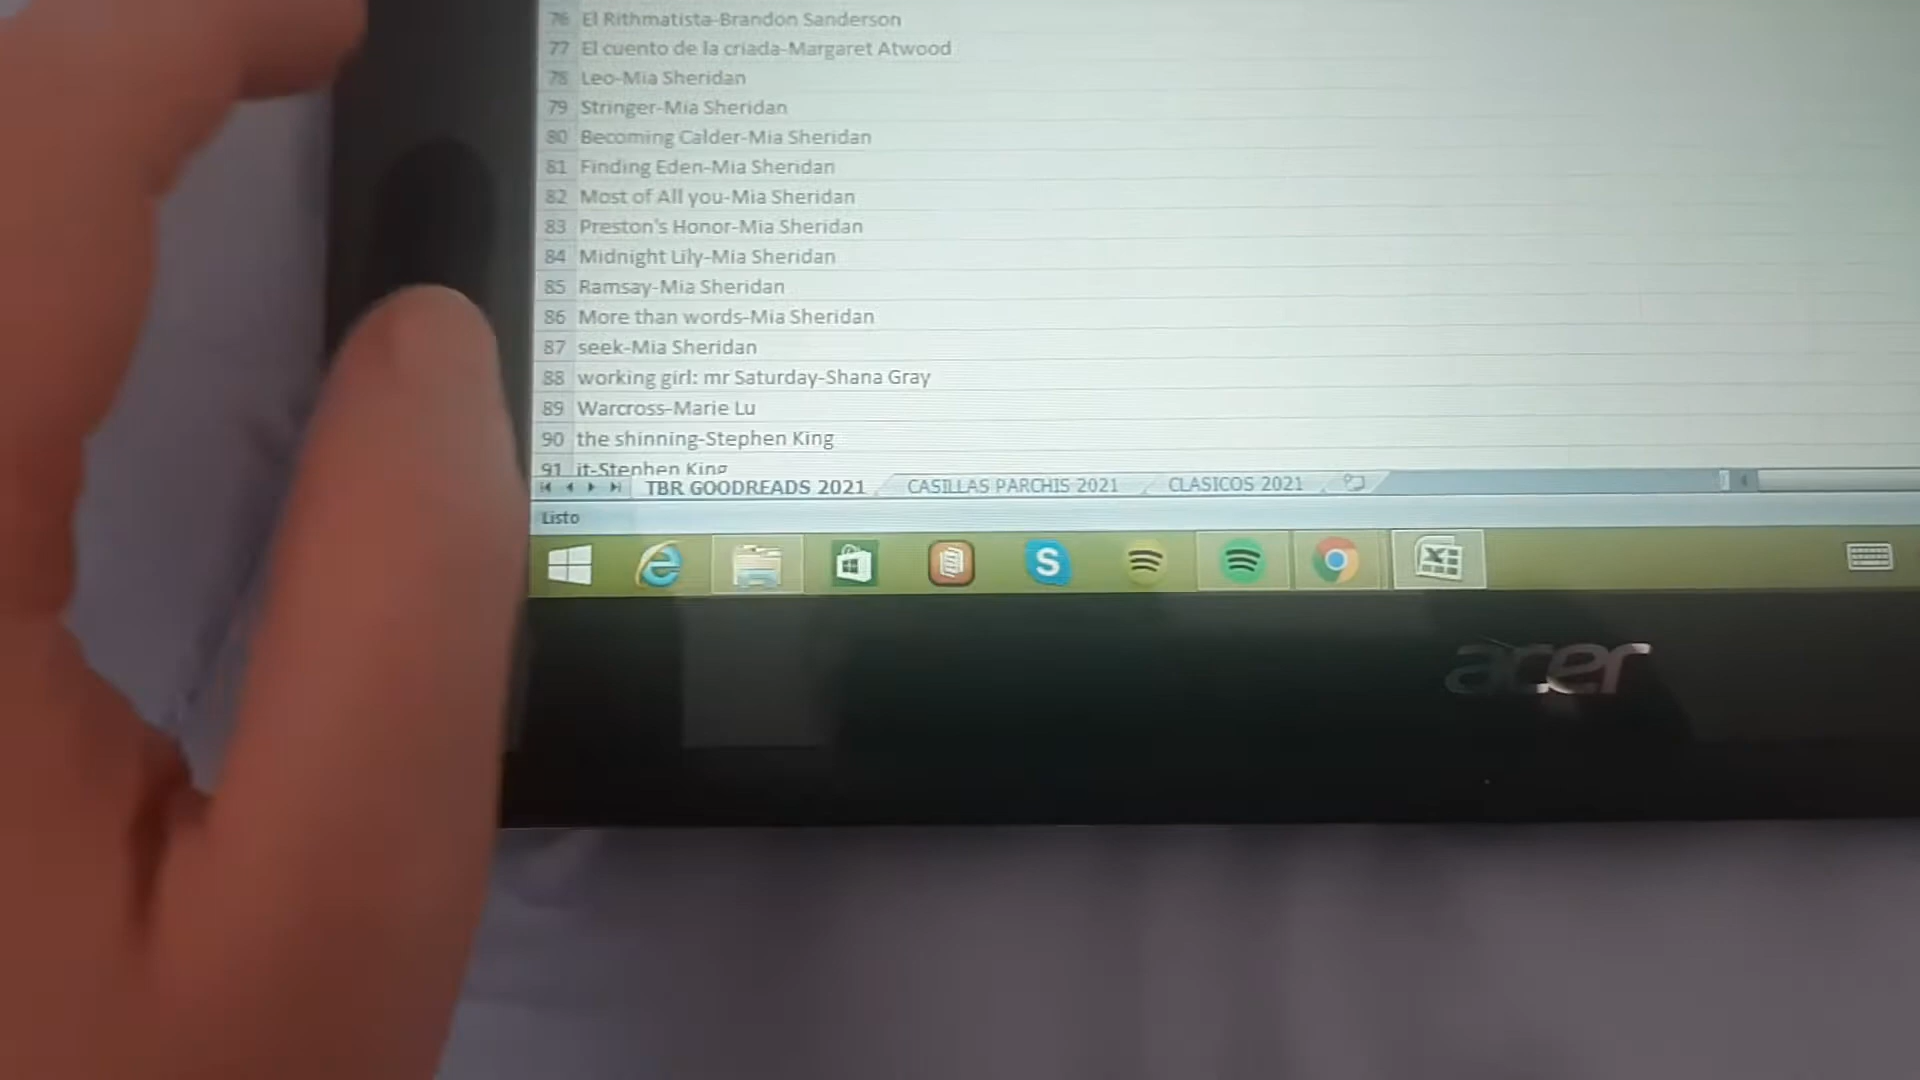 76 El Rithmatista-Brandon Sanderson
77 El cuento de la criada-Margaret Atwood
78 Leo-Mia Sheridan
79 Stringer-Mia Sheridan
80 Becoming Calder-Mia Sheridan
81 Finding Eden-Mia Sheridan
82 Most of All you-Mia Sheridan
83 Preston's Honor-Mia Sheridan
84 Midnight Lily-Mia Sheridan
85 Ramsay-Mia Sheridan
86 More than words-Mia Sheridan
87 seek-Mia Sheridan
88 working girl: mr Saturday-Shana Gray
89 Warcross-Marie Lu
90 the shinning-Stephen King
91 it-Stephen King
TBR GOODREADS 2021 CASILLAS PARCHIS 2021 CLASICOS 2021
Listo
acer